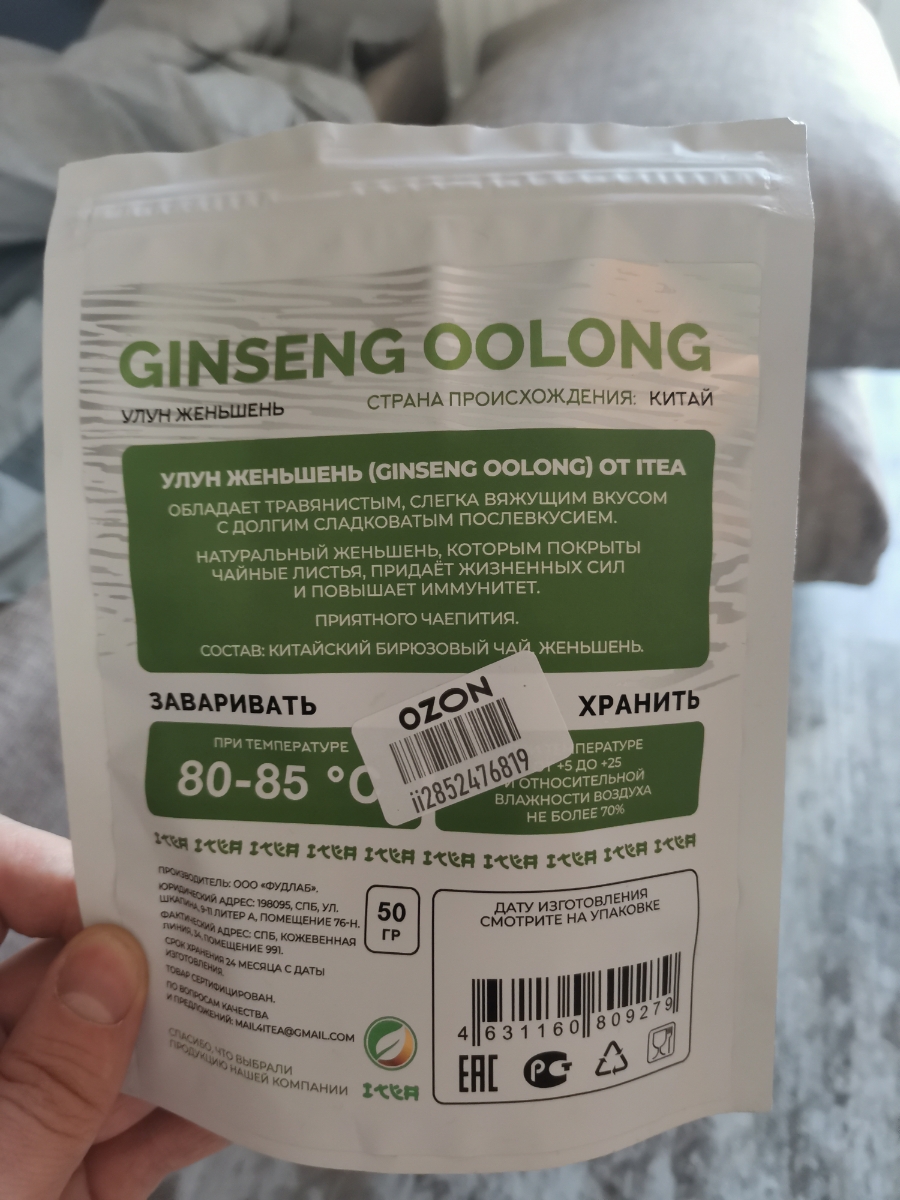 GINSENG OOLONG
УЛУН ЖЕНЬШЕНЬ
СТРАНА ПРОИСХОЖДЕНИЯ: КИТАЙ
УЛУН ЖЕНЬШЕНЬ (GINSENG OOLONG) ОТ ITEA
ОБЛАДАЕТ ТРАВЯНИСТЫМ, СЛЕГКА ВЯЖУЩИМ ВКУСОМ
С ДОЛГИМ СЛАДКОВАТЫМ ПОСЛЕВКУСИЕМ.
НАТУРАЛЬНЫЙ ЖЕНЬШЕНЬ, КОТОРЫМ ПОКРЫТЫ
ЧАЙНЫЕ ЛИСТЬЯ, ПРИДАЁТ ЖИЗНЕННЫХ СИЛ
И ПОВЫШАЕТ ИММУНИТЕТ.
ПРИЯТНОГО ЧАЕПИТИЯ.
СОСТАВ: КИТАЙСКИЙ БИРЮЗОВЫЙ ЧАЙ, ЖЕНЬШЕНЬ.
ЗАВАРИВАТЬ
ПРИ ТЕМПЕРАТУРЕ
80-85 °C
OZON
ii2852476819
ХРАНИТЬ
+5 ДО +25
ОТНОСИТЕЛЬНОЙ
ВЛАЖНОСТИ ВОЗДУХА
НЕ БОЛЕЕ 70%
ITEA ITEA ITEA ITEA ITEA ITEA ITEA ITEA ITEA
ПРОИЗВОДИТЕЛЬ: ООО «ФУДЛАБ».
ЮРИДИЧЕСКИЙ АДРЕС: 198095, СПБ, УЛ.
ШКАПИНА, 9-11 ЛИТЕР А, ПОМЕЩЕНИЕ 76-Н.
ФАКТИЧЕСКИЙ АДРЕС: СПБ, КОЖЕВЕННАЯ
ЛИНИЯ, 34, ПОМЕЩЕНИЕ 991.
СРОК ХРАНЕНИЯ 24 МЕСЯЦА С ДАТЫ
ИЗГОТОВЛЕНИЯ.
ТОВАР СЕРТИФИЦИРОВАН.
ПО ВОПРОСАМ КАЧЕСТВА
И ПРЕДЛОЖЕНИЙ: MAIL4ITEA@GMAIL.COM
СПАСИБО, ЧТО ВЫБРАЛИ
ПРОДУКЦИЮ НАШЕЙ КОМПАНИИ
ITEA
50
ГР
ДАТУ ИЗГОТОВЛЕНИЯ
СМОТРИТЕ НА УПАКОВКЕ
4 631160 809279
EAC
РСТ